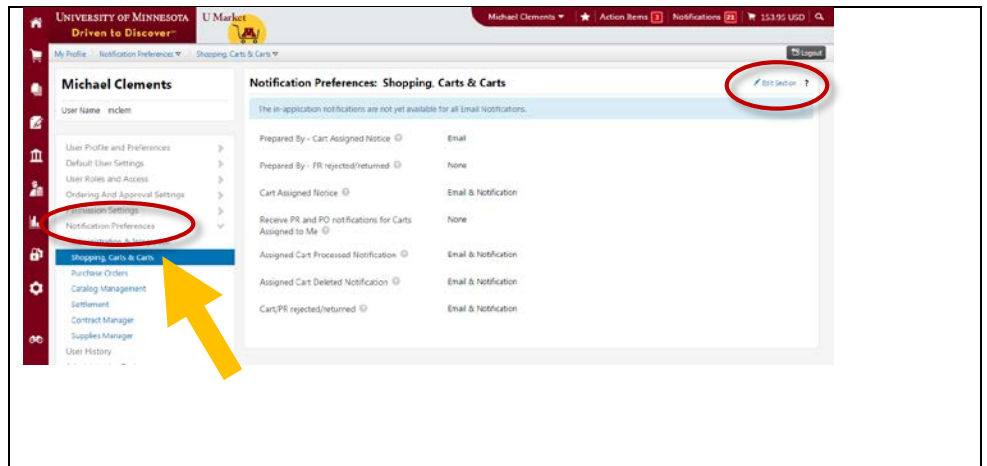 UNIVERSITY OF MINNESOTA
Driven to Discover℠
U Market
Michael Clements
Action Items 3
Notifications 21
153.95 USD
My Profile
Notification Preferences
Shopping, Carts & Carts
Logout
Michael Clements
User Name mclem
User Profile and Preferences
Default User Settings
User Roles and Access
Ordering And Approval Settings
Permission Settings
Notification Preferences
Shopping, Carts & Carts
Purchase Orders
Catalog Management
Settlement
Contract Manager
Supplies Manager
User History
Notification Preferences: Shopping, Carts & Carts
Edit Section ?
The in-application notifications are not yet available for all Email Notifications.
Prepared By - Cart Assigned Notice Email
Prepared By - PR rejected/returned None
Cart Assigned Notice Email & Notification
Receive PR and PO notifications for Carts None
Assigned to Me
Assigned Cart Processed Notification Email & Notification
Assigned Cart Deleted Notification Email & Notification
Cart/PR rejected/returned Email & Notification